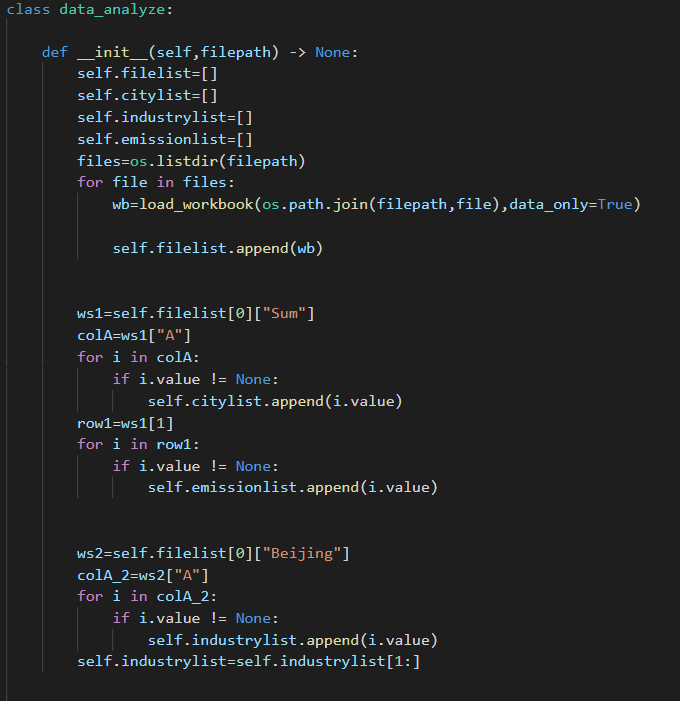 class data_analyze:
def __init__(self,filepath) -> None:
self.filelist=[]
self.citylist=[]
self.industrylist=[]
self.emissionlist=[]
files=os.listdir(filepath)
for file in files:
wb=load_workbook(os.path.join(filepath,file),data_only=True)
self.filelist.append(wb)
ws1=self.filelist[0]["Sum"]
colA=ws1["A"]
for i in colA:
if i.value != None:
self.citylist.append(i.value)
row1=ws1[1]
for i in row1:
if i.value != None:
self.emissionlist.append(i.value)
ws2=self.filelist[0]["Beijing"]
colA_2=ws2["A"]
for i in colA_2:
if i.value != None:
self.industrylist.append(i.value)
self.industrylist=self.industrylist[1:]